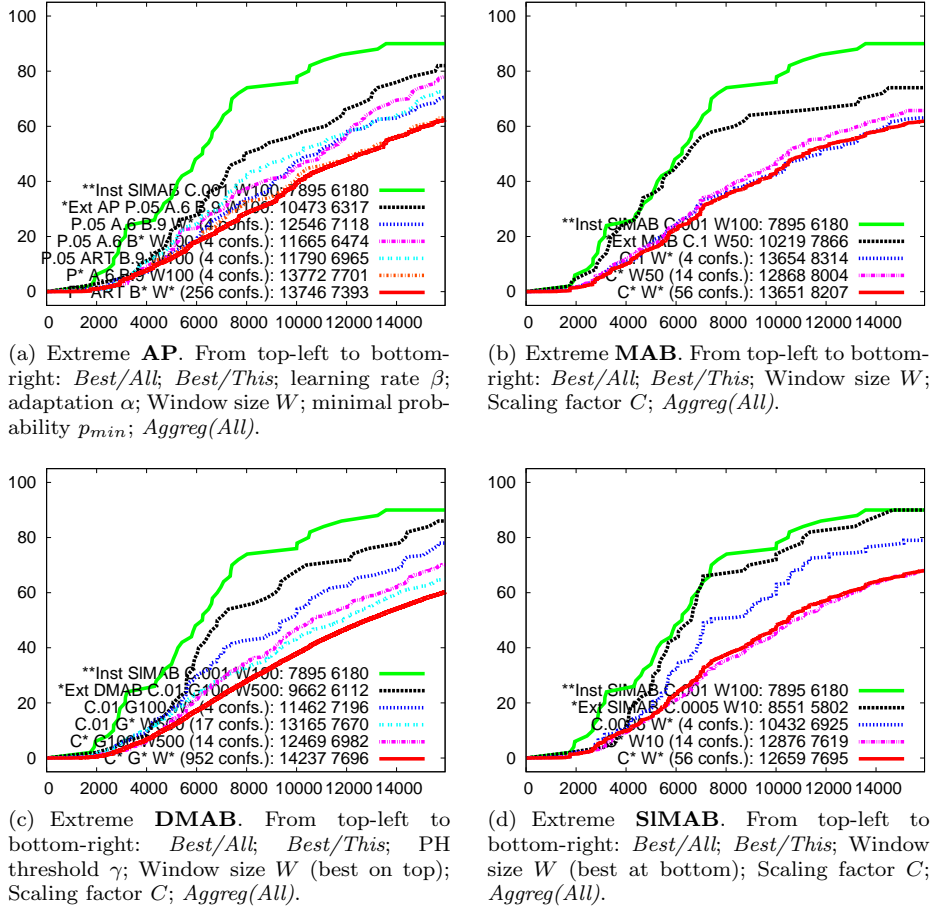 100
80
60
40
20
0
**Inst SlMAB C.001 W100: 7895 6180
*Ext AP P.05 A.6 B.9 W100: 10473 6317
P.05 A.6 B.9 W* (4 confs.): 12546 7118
P.05 A.6 B* W100 (4 confs.): 11665 6474
P.05 ART B.9 W100 (4 confs.): 11790 6965
P* A.6 B.9 W100 (4 confs.): 13772 7701
ART B* W* (256 confs.): 13746 7393
0 2000 4000 6000 8000 10000 12000 14000
(a) Extreme AP. From top-left to bottom-
right: Best/All; Best/This; learning rate β;
adaptation α; Window size W; minimal prob-
ability pmin; Aggreg(All).
100
80
60
40
20
0
**Inst SlMAB C.001 W100: 7895 6180
*Ext MAB C.1 W50: 10219 7866
W* (4 confs.): 13654 8314
C* W50 (14 confs.): 12868 8004
C* W* (56 confs.): 13651 8207
0 2000 4000 6000 8000 10000 12000 14000
(b) Extreme MAB. From top-left to bottom-
right: Best/All; Best/This; Window size W;
Scaling factor C; Aggreg(All).
100
80
60
40
20
0
**Inst SlMAB C.001 W100: 7895 6180
*Ext DMAB C.01 G100 W500: 9662 6112
C.01 G100 W* confs.): 11462 7196
C.01 G* W500 (17 confs.): 13165 7670
C* G100 W500 (14 confs.): 12469 6982
C* G* W* (952 confs.): 14237 7696
0 2000 4000 6000 8000 10000 12000 14000
(c) Extreme DMAB. From top-left to
bottom-right: Best/All; Best/This; PH
threshold γ; Window size W (best on top);
Scaling factor C; Aggreg(All).
100
80
60
40
20
0
**Inst SlMAB C.001 W100: 7895 6180
*Ext SlMAB C.0005 W10: 8551 5802
C.0005 W* (4 confs.): 10432 6925
C* W10 (14 confs.): 12876 7619
C* W* (56 confs.): 12659 7695
0 2000 4000 6000 8000 10000 12000 14000
(d) Extreme SlMAB. From top-left to
bottom-right: Best/All; Best/This; Window
size W (best at bottom); Scaling factor C;
Aggreg(All).